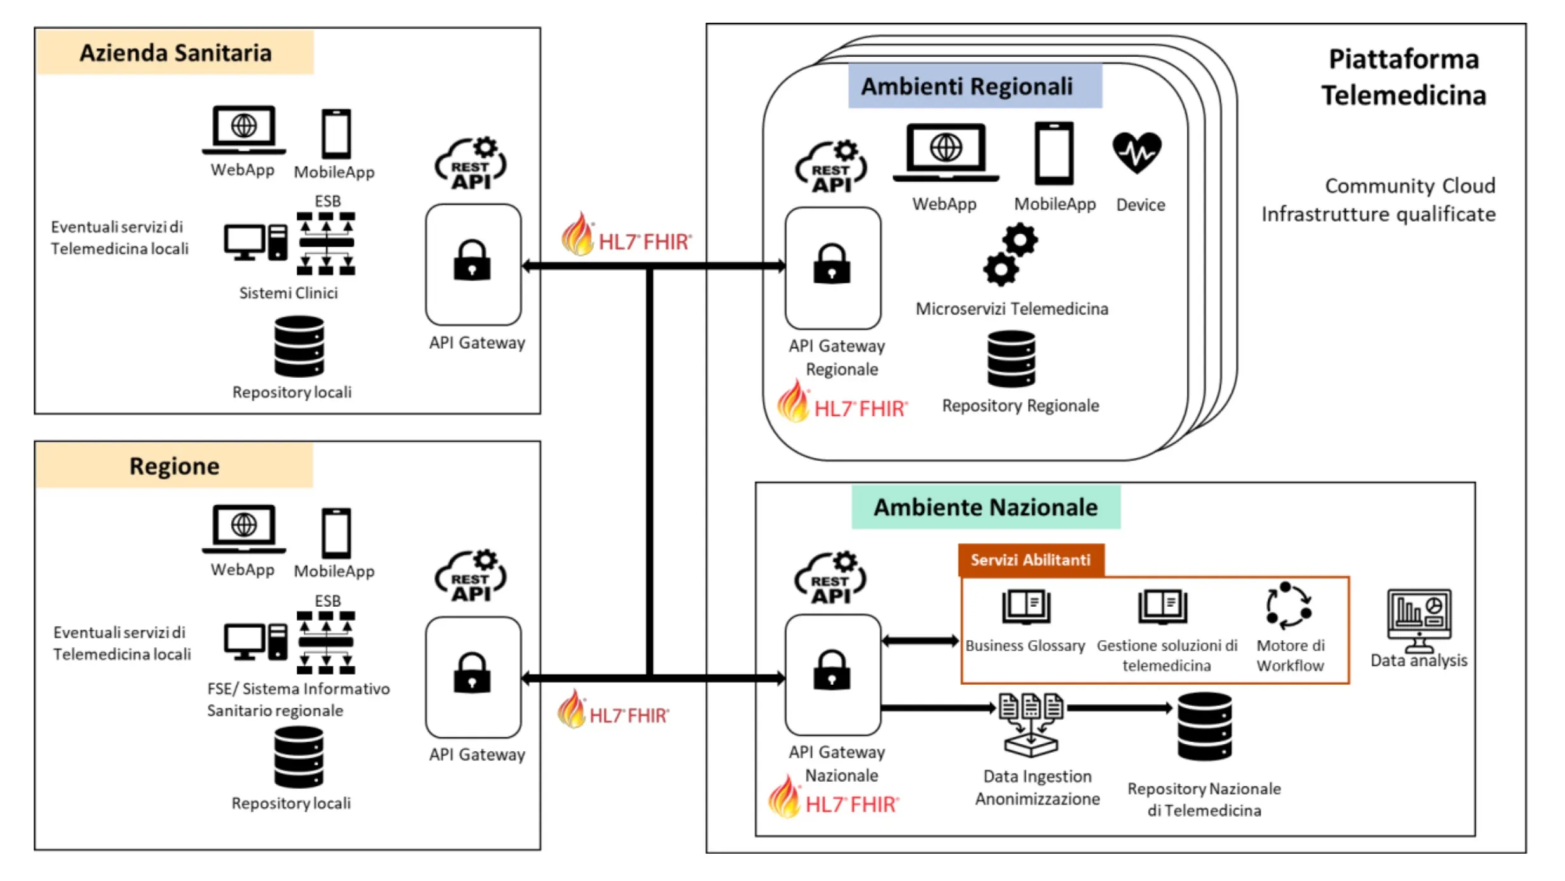 Azienda Sanitaria
WebApp
MobileApp
REST
API
ESB
Eventuali servizi di
Telemedicina locali
Sistemi Clinici
API Gateway
Repository locali
HL7® FHIR®
Piattaforma
Telemedicina
Community Cloud
Infrastrutture qualificate
Ambienti Regionali
REST
API
WebApp
MobileApp
Device
Microservizi Telemedicina
API Gateway
Regionale
HL7® FHIR®
Repository Regionale
Regione
WebApp
MobileApp
REST
API
ESB
Eventuali servizi di
Telemedicina locali
FSE/ Sistema Informativo
Sanitario regionale
API Gateway
Repository locali
HL7® FHIR®
Ambiente Nazionale
REST
API
Servizi Abilitanti
Business Glossary
Gestione soluzioni di
telemedicina
Motore di
Workflow
Data analysis
API Gateway
Nazionale
HL7® FHIR®
Data Ingestion
Anonimizzazione
Repository Nazionale
di Telemedicina